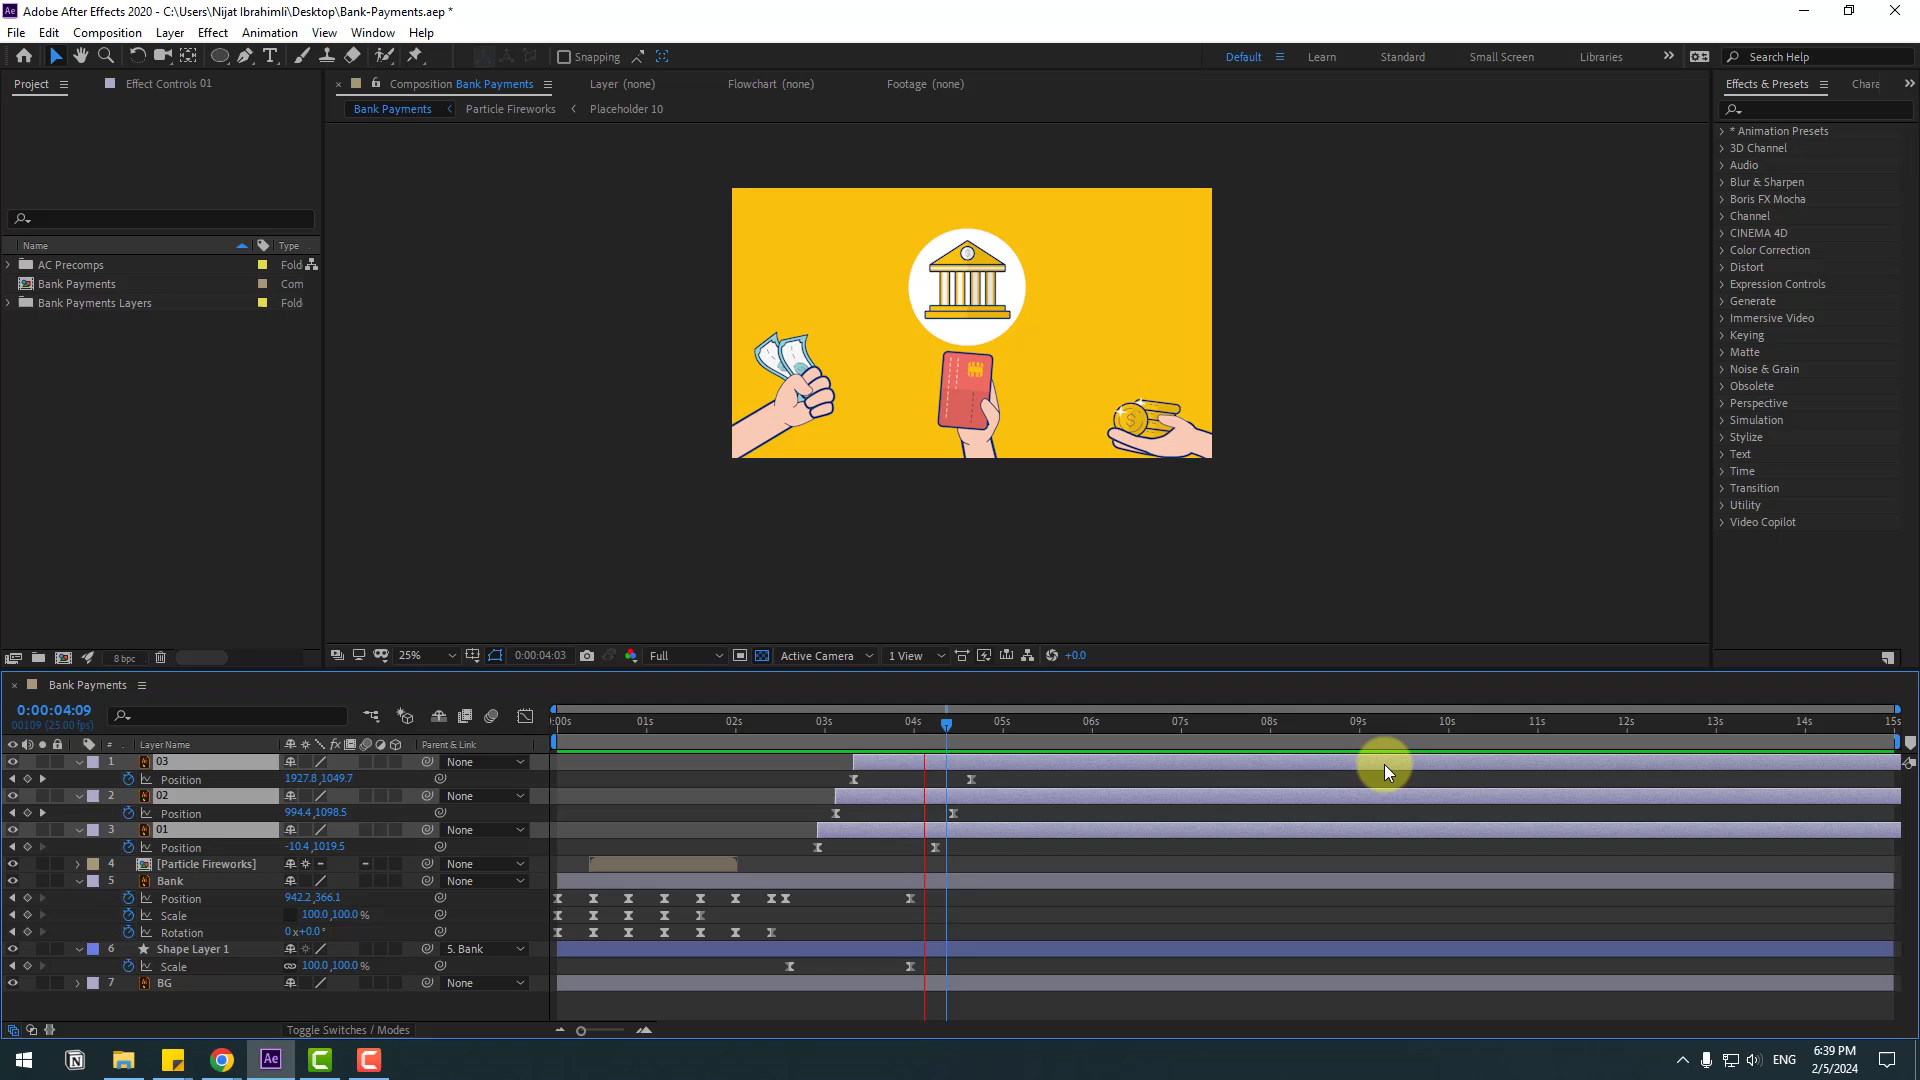 Adobe After Effects 2020 - C:\Users\Nijat Ibrahimli\Desktop\Bank-Payments.aep *
File Edit Composition Layer Effect Animation View Window Help
Snapping
Default Learn Standard Small Screen Libraries Search Help
Project Effect Controls 01
Composition Bank Payments Layer (none) Flowchart (none) Footage (none)
Effects & Presets Chara
Bank Payments Particle Fireworks Placeholder 10
* Animation Presets
3D Channel
Audio
Blur & Sharpen
Boris FX Mocha
Channel
CINEMA 4D
Color Correction
Distort
Expression Controls
Generate
Immersive Video
Keying
Matte
Noise & Grain
Obsolete
Perspective
Simulation
Stylize
Text
Time
Transition
Utility
Video Copilot
Name Type
AC Precomps Fold
Bank Payments Com
Bank Payments Layers Fold
8 bpc
25% 0:00:04:03 Full Active Camera 1 View +0.0
Bank Payments
0:00:04:09
00109 (25.00 fps)
:00s 01s 02s 03s 04s 05s 06s 07s 08s 09s 10s 11s 12s 13s 14s 15s
# Layer Name Parent & Link
1 03 None
Position 1927.8,1049.7
2 02 None
Position 994.4,1098.5
3 01 None
Position -10.4,1019.5
4 [Particle Fireworks] None
5 Bank None
Position 942.2,366.1
Scale 100.0,100.0 %
Rotation 0x+0.0°
6 Shape Layer 1 5. Bank
Scale 100.0,100.0 %
7 BG None
Toggle Switches / Modes
Ae
ENG
6:39 PM
2/5/2024